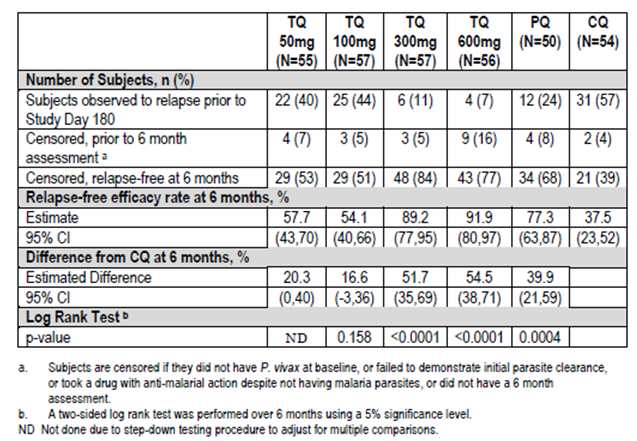 TQ 50mg (N=55) TQ 100mg (N=57) TQ 300mg (N=57) TQ 600mg (N=56) PQ (N=50) CQ (N=54)
Number of Subjects, n (%)
Subjects observed to relapse prior to Study Day 180 22 (40) 25 (44) 6 (11) 4 (7) 12 (24) 31 (57)
Censored, prior to 6 month assessment a 4 (7) 3 (5) 3 (5) 9 (16) 4 (8) 2 (4)
Censored, relapse-free at 6 months 29 (53) 29 (51) 48 (84) 43 (77) 34 (68) 21 (39)
Relapse-free efficacy rate at 6 months, %
Estimate 57.7 54.1 89.2 91.9 77.3 37.5
95% CI (43,70) (40,66) (77,95) (80,97) (63,87) (23,52)
Difference from CQ at 6 months, %
Estimated Difference 20.3 16.6 51.7 54.5 39.9
95% CI (0,40) (-3,36) (35,69) (38,71) (21,59)
Log Rank Test b
p-value ND 0.158 <0.0001 <0.0001 0.0004
a. Subjects are censored if they did not have P. vivax at baseline, or failed to demonstrate initial parasite clearance,
or took a drug with anti-malarial action despite not having malaria parasites, or did not have a 6 month
assessment.
b. A two-sided log rank test was performed over 6 months using a 5% significance level.
ND Not done due to step-down testing procedure to adjust for multiple comparisons.